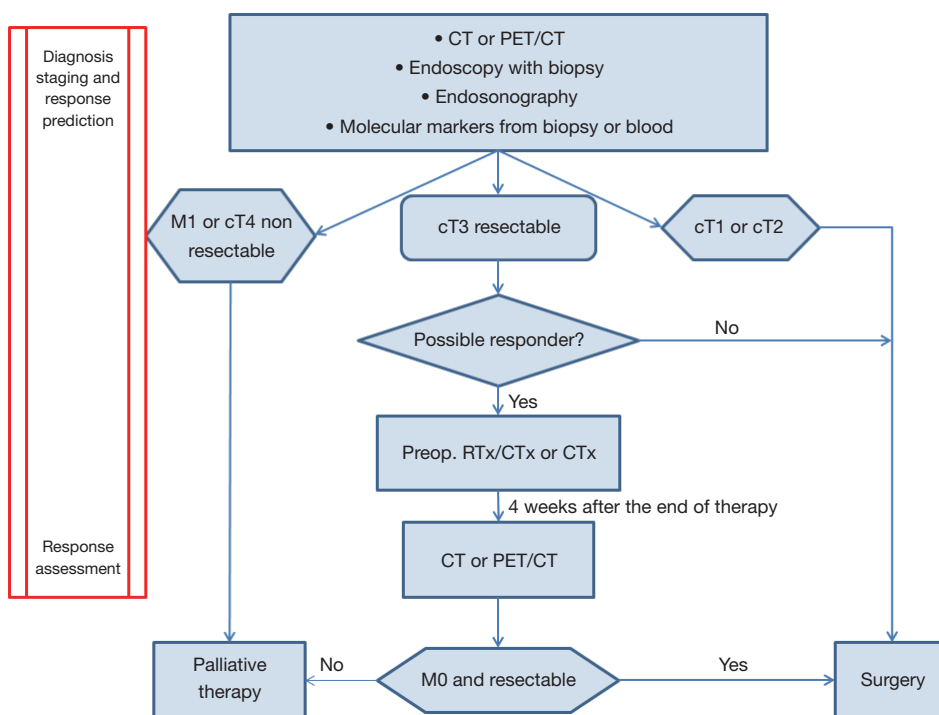 Diagnosis
staging and
response
prediction
• CT or PET/CT
• Endoscopy with biopsy
• Endosonography
• Molecular markers from biopsy or blood
M1 or cT4 non
resectable
cT3 resectable
cT1 or cT2
Possible responder?
No
Yes
Preop. RTx/CTx or CTx
4 weeks after the end of therapy
Response
assessment
CT or PET/CT
Palliative
therapy
No
M0 and resectable
Yes
Surgery